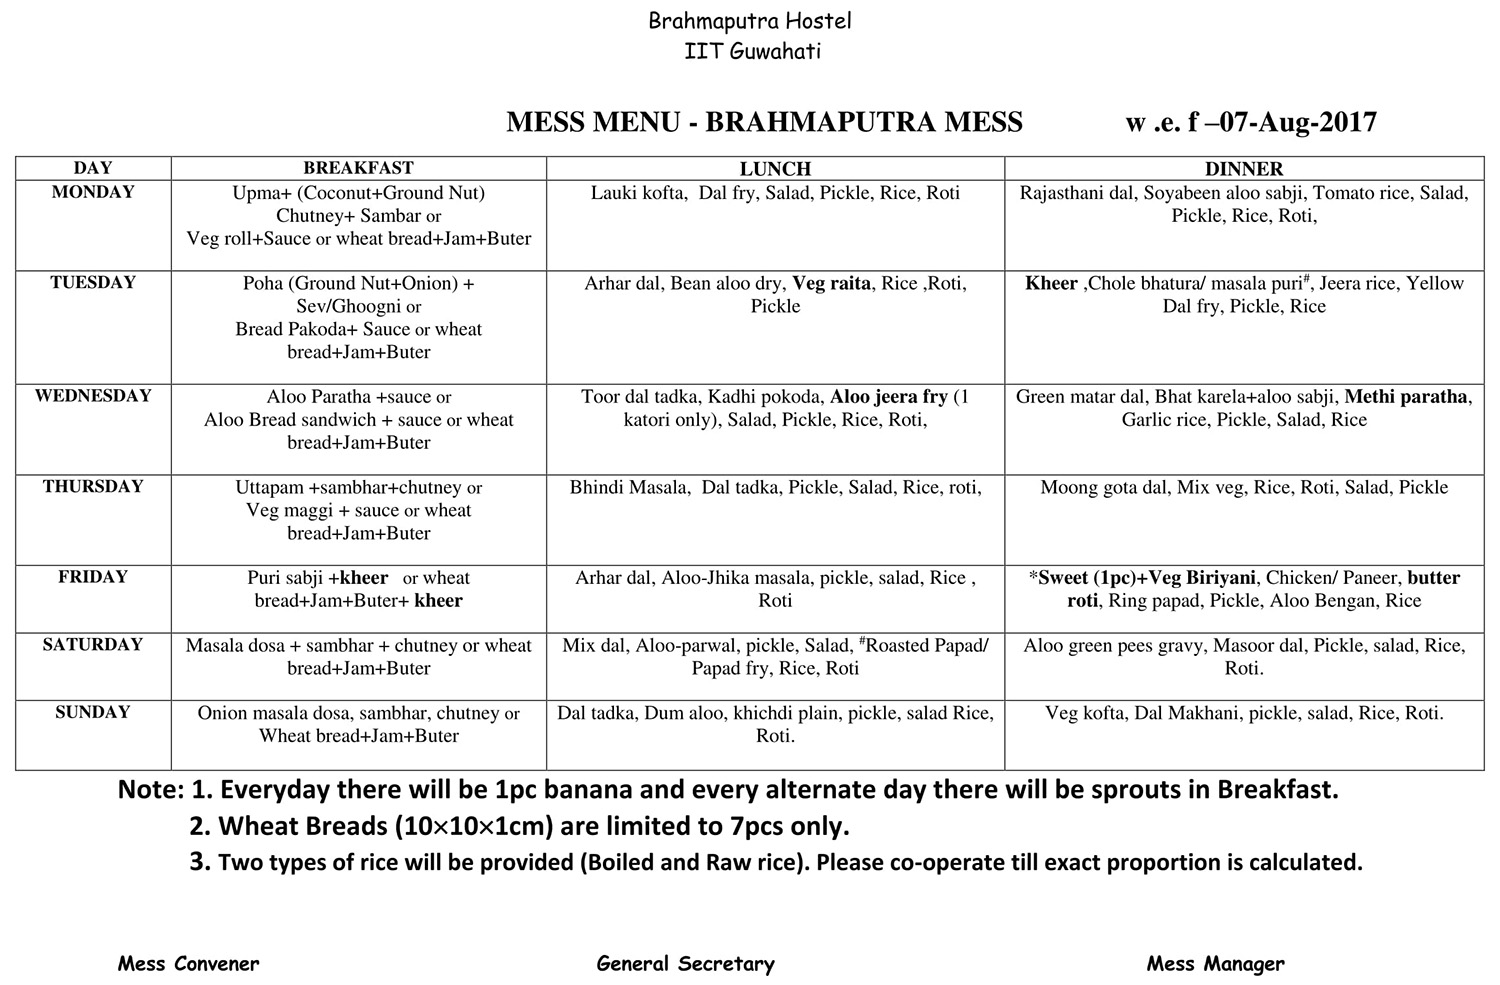 Brahmaputra Hostel
IIT Guwahati
MESS MENU - BRAHMAPUTRA MESS w .e. f –07-Aug-2017
DAY BREAKFAST LUNCH DINNER
MONDAY
Upma+ (Coconut+Ground Nut)
Chutney+ Sambar or
Veg roll+Sauce or wheat bread+Jam+Buter
Lauki kofta, Dal fry, Salad, Pickle, Rice, Roti
Rajasthani dal, Soyabeen aloo sabji, Tomato rice, Salad,
Pickle, Rice, Roti,
TUESDAY
Poha (Ground Nut+Onion) +
Sev/Ghoogni or
Bread Pakoda+ Sauce or wheat
bread+Jam+Buter
Arhar dal, Bean aloo dry, Veg raita, Rice ,Roti,
Pickle
Kheer ,Chole bhatura/ masala puri#, Jeera rice, Yellow
Dal fry, Pickle, Rice
WEDNESDAY
Aloo Paratha +sauce or
Aloo Bread sandwich + sauce or wheat
bread+Jam+Buter
Toor dal tadka, Kadhi pokoda, Aloo jeera fry (1
katori only), Salad, Pickle, Rice, Roti,
Green matar dal, Bhat karela+aloo sabji, Methi paratha,
Garlic rice, Pickle, Salad, Rice
THURSDAY
Uttapam +sambhar+chutney or
Veg maggi + sauce or wheat
bread+Jam+Buter
Bhindi Masala, Dal tadka, Pickle, Salad, Rice, roti,
Moong gota dal, Mix veg, Rice, Roti, Salad, Pickle
FRIDAY
Puri sabji +kheer or wheat
bread+Jam+Buter+ kheer
Arhar dal, Aloo-Jhika masala, pickle, salad, Rice ,
Roti
*Sweet (1pc)+Veg Biriyani, Chicken/ Paneer, butter
roti, Ring papad, Pickle, Aloo Bengan, Rice
SATURDAY
Masala dosa + sambhar + chutney or wheat
bread+Jam+Buter
Mix dal, Aloo-parwal, pickle, Salad, #Roasted Papad/
Papad fry, Rice, Roti
Aloo green pees gravy, Masoor dal, Pickle, salad, Rice,
Roti.
SUNDAY
Onion masala dosa, sambhar, chutney or
Wheat bread+Jam+Buter
Dal tadka, Dum aloo, khichdi plain, pickle, salad Rice,
Roti.
Veg kofta, Dal Makhani, pickle, salad, Rice, Roti.
Note: 1. Everyday there will be 1pc banana and every alternate day there will be sprouts in Breakfast.
2. Wheat Breads (10×10×1cm) are limited to 7pcs only.
3. Two types of rice will be provided (Boiled and Raw rice). Please co-operate till exact proportion is calculated.
Mess Convener General Secretary Mess Manager